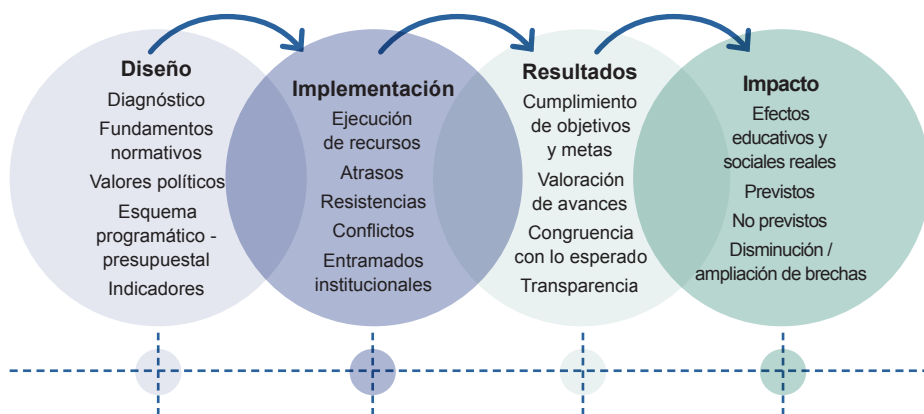 Diseño
Diagnóstico
Fundamentos
normativos
Valores políticos
Esquema
programático -
presupuestal
Indicadores
Implementación
Ejecución
de recursos
Atrasos
Resistencias
Conflictos
Entramados
institucionales
Resultados
Cumplimiento
de objetivos
y metas
Valoración
de avances
Congruencia
con lo esperado
Transparencia
Impacto
Efectos
educativos y
sociales reales
Previstos
No previstos
Disminución /
ampliación de brechas